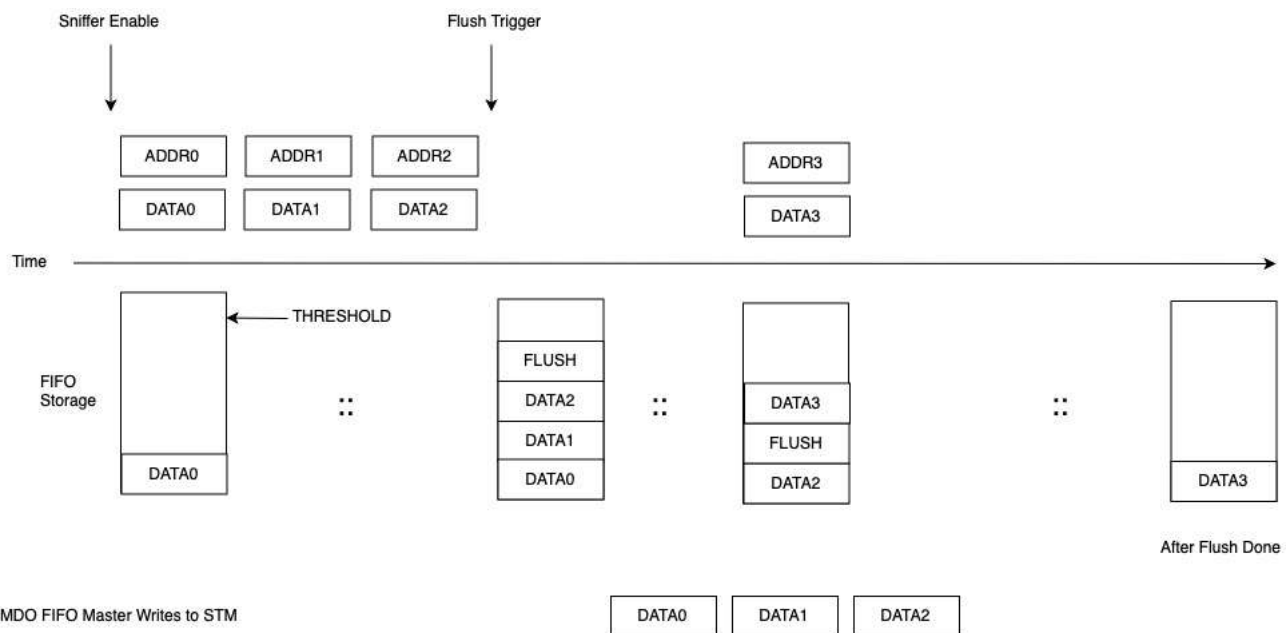 Sniffer Enable
Flush Trigger
ADDR0
ADDR1
ADDR2
ADDR3
DATA0
DATA1
DATA2
DATA3
Time
THRESHOLD
FIFO
Storage
DATA0
::
FLUSH
DATA2
DATA1
DATA0
::
DATA3
FLUSH
DATA2
::
DATA3
After Flush Done
MDO FIFO Master Writes to STM
DATA0
DATA1
DATA2